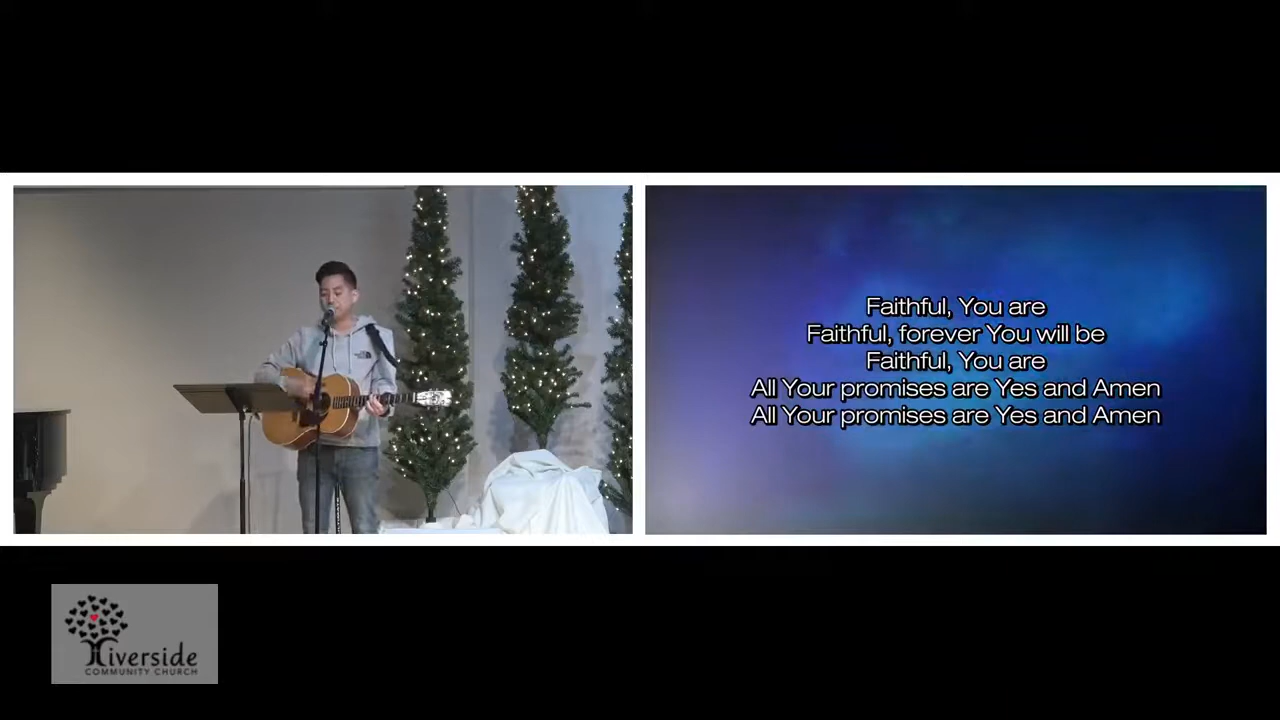 Faithful, You are
Faithful, forever You will be
Faithful, You are
All Your promises are Yes and Amen
All Your promises are Yes and Amen
Riverside
COMMUNITY CHURCH